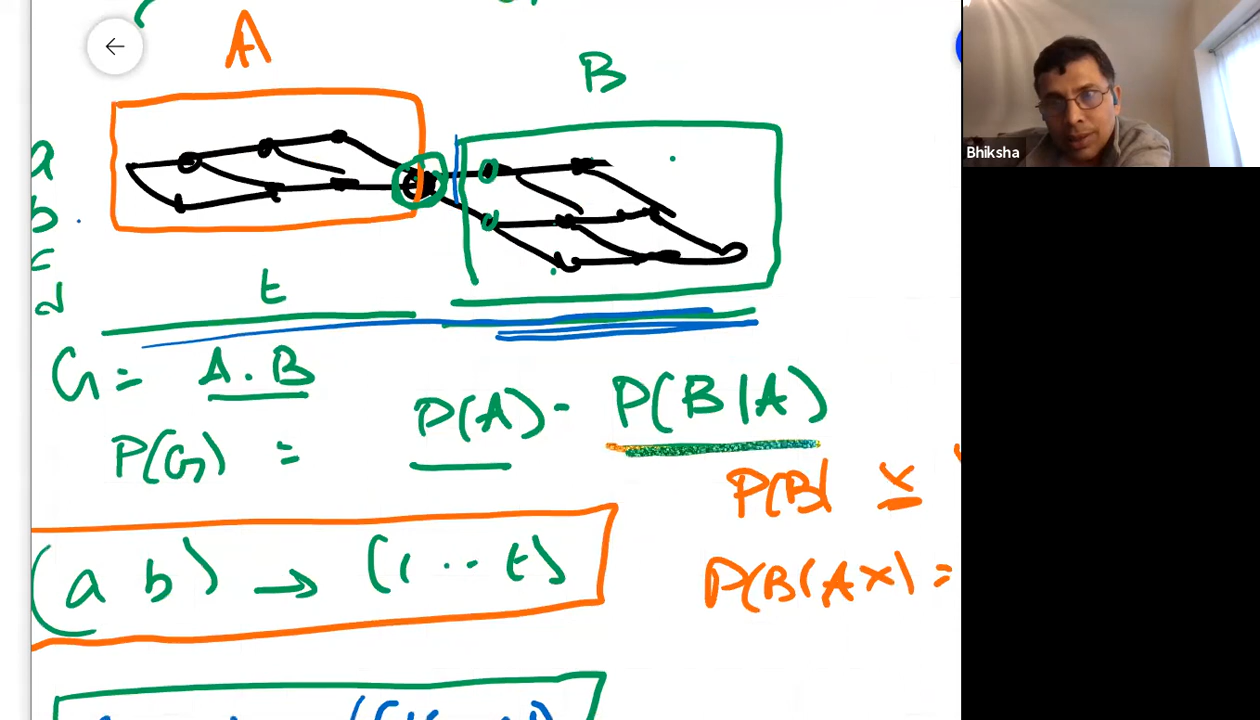 A
B
Bhiksha
a
b
c
d
t
G = A . B
P(G) = P(A) - P(B|A)
P(B| X
P(B|AX) =
(a b) → (1 .. t)